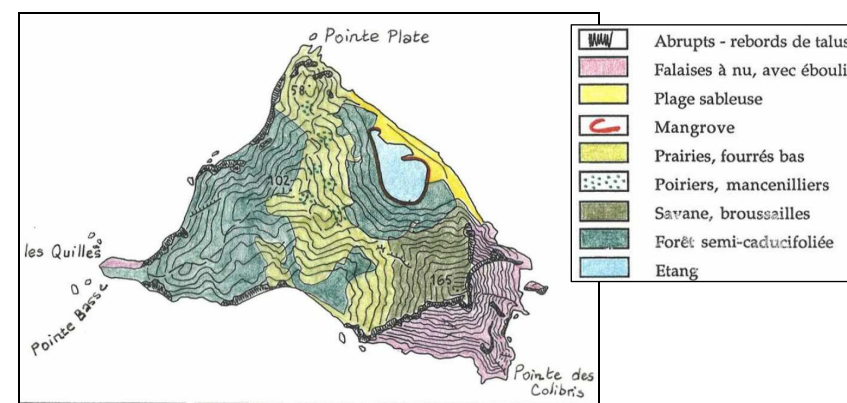 Pointe Plate
58
102
les Quilles
165
Pointe Basse
Pointe des
Colibris
Abrupts - rebords de talus
Falaises à nu, avec ébouli
Plage sableuse
Mangrove
Prairies, fourrés bas
Poiriers, mancenilliers
Savane, broussailles
Forêt semi-caducifoliée
Etang